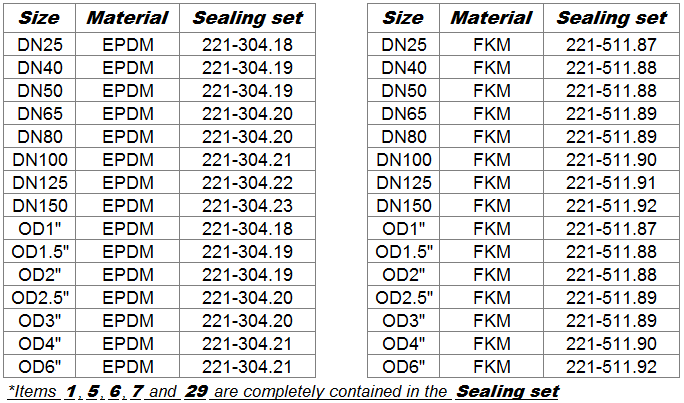 Size Material Sealing set Size Material Sealing set
DN25 EPDM 221-304.18 DN25 FKM 221-511.87
DN40 EPDM 221-304.19 DN40 FKM 221-511.88
DN50 EPDM 221-304.19 DN50 FKM 221-511.88
DN65 EPDM 221-304.20 DN65 FKM 221-511.89
DN80 EPDM 221-304.20 DN80 FKM 221-511.89
DN100 EPDM 221-304.21 DN100 FKM 221-511.90
DN125 EPDM 221-304.22 DN125 FKM 221-511.91
DN150 EPDM 221-304.23 DN150 FKM 221-511.92
OD1" EPDM 221-304.18 OD1" FKM 221-511.87
OD1.5" EPDM 221-304.19 OD1.5" FKM 221-511.88
OD2" EPDM 221-304.19 OD2" FKM 221-511.88
OD2.5" EPDM 221-304.20 OD2.5" FKM 221-511.89
OD3" EPDM 221-304.20 OD3" FKM 221-511.89
OD4" EPDM 221-304.21 OD4" FKM 221-511.90
OD6" EPDM 221-304.21 OD6" FKM 221-511.92
*Items 1, 5, 6, 7 and 29 are completely contained in the Sealing set